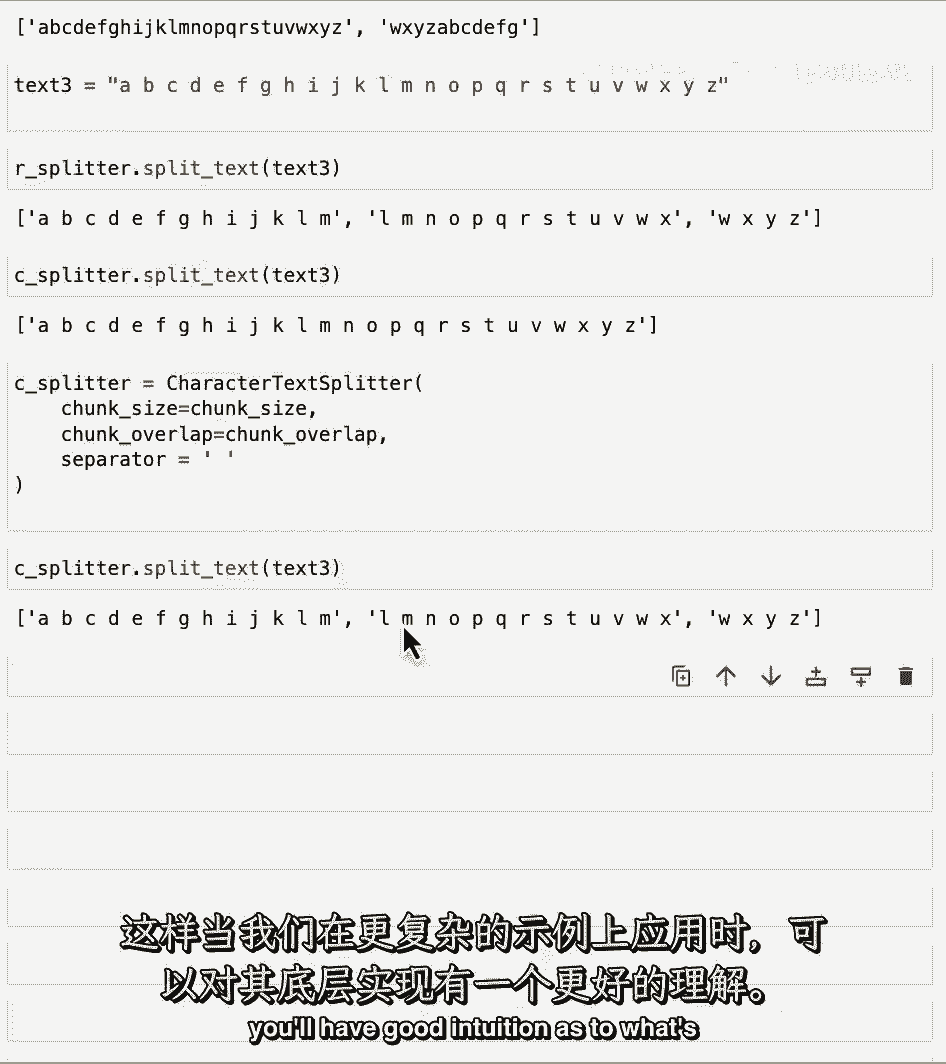 ['abcdefghijklmnopqrstuvwxyz', 'wxyzabcdefg']
text3 = "a b c d e f g h i j k l m n o p q r s t u v w x y z"
r_splitter.split_text(text3)
['a b c d e f g h i j k l m', 'l m n o p q r s t u v w x', 'w x y z']
c_splitter.split_text(text3)
['a b c d e f g h i j k l m n o p q r s t u v w x y z']
c_splitter = CharacterTextSplitter(
    chunk_size=chunk_size,
    chunk_overlap=chunk_overlap,
    separator = ' '
)
c_splitter.split_text(text3)
['a b c d e f g h i j k l m', 'l m n o p q r s t u v w x', 'w x y z']
这样当我们在更复杂的示例上应用时，可
以对其底层实现有一个更好的理解。
you'll have good intuition as to what's